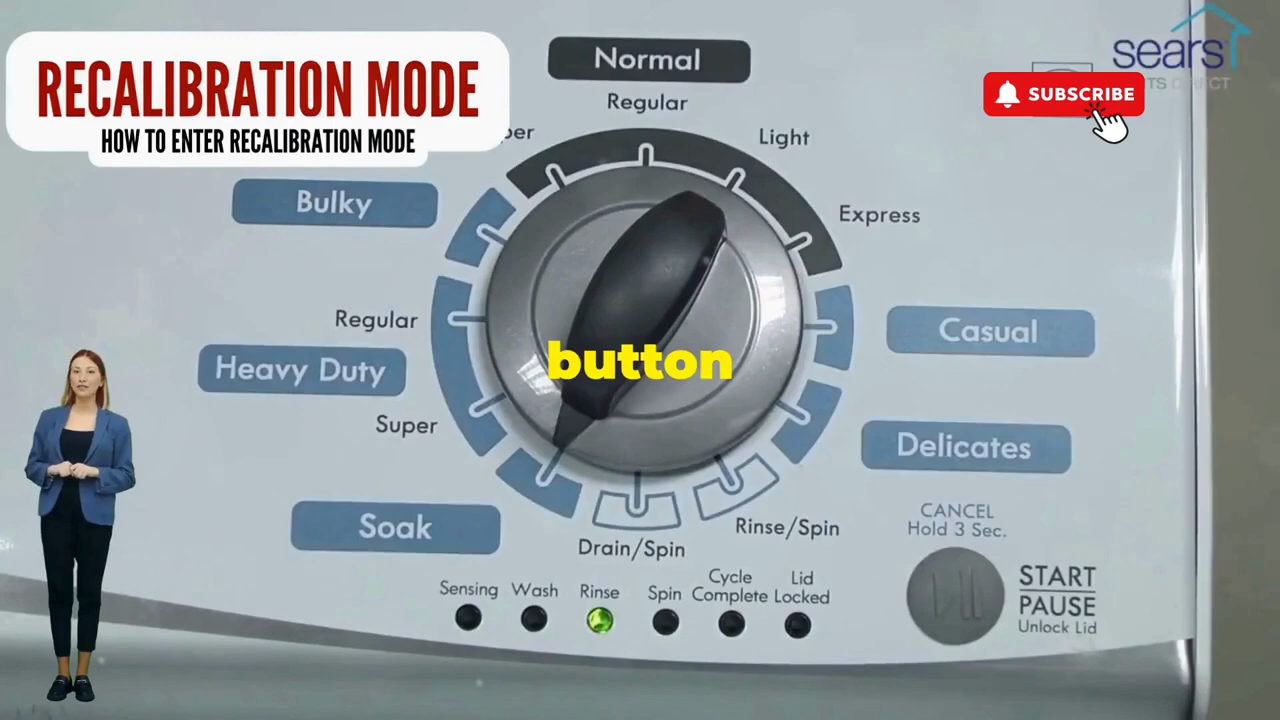 RECALIBRATION MODE
HOW TO ENTER RECALIBRATION MODE
sears
DIRECT
SUBSCRIBE
Normal
Regular
Light
Express
Bulky
Regular
Heavy Duty
Super
Casual
Delicates
button
Soak
Drain/Spin
Rinse/Spin
CANCEL
Hold 3 Sec.
Sensing
Wash
Rinse
Spin
Cycle
Complete
Lid
Locked
START
PAUSE
Unlock Lid